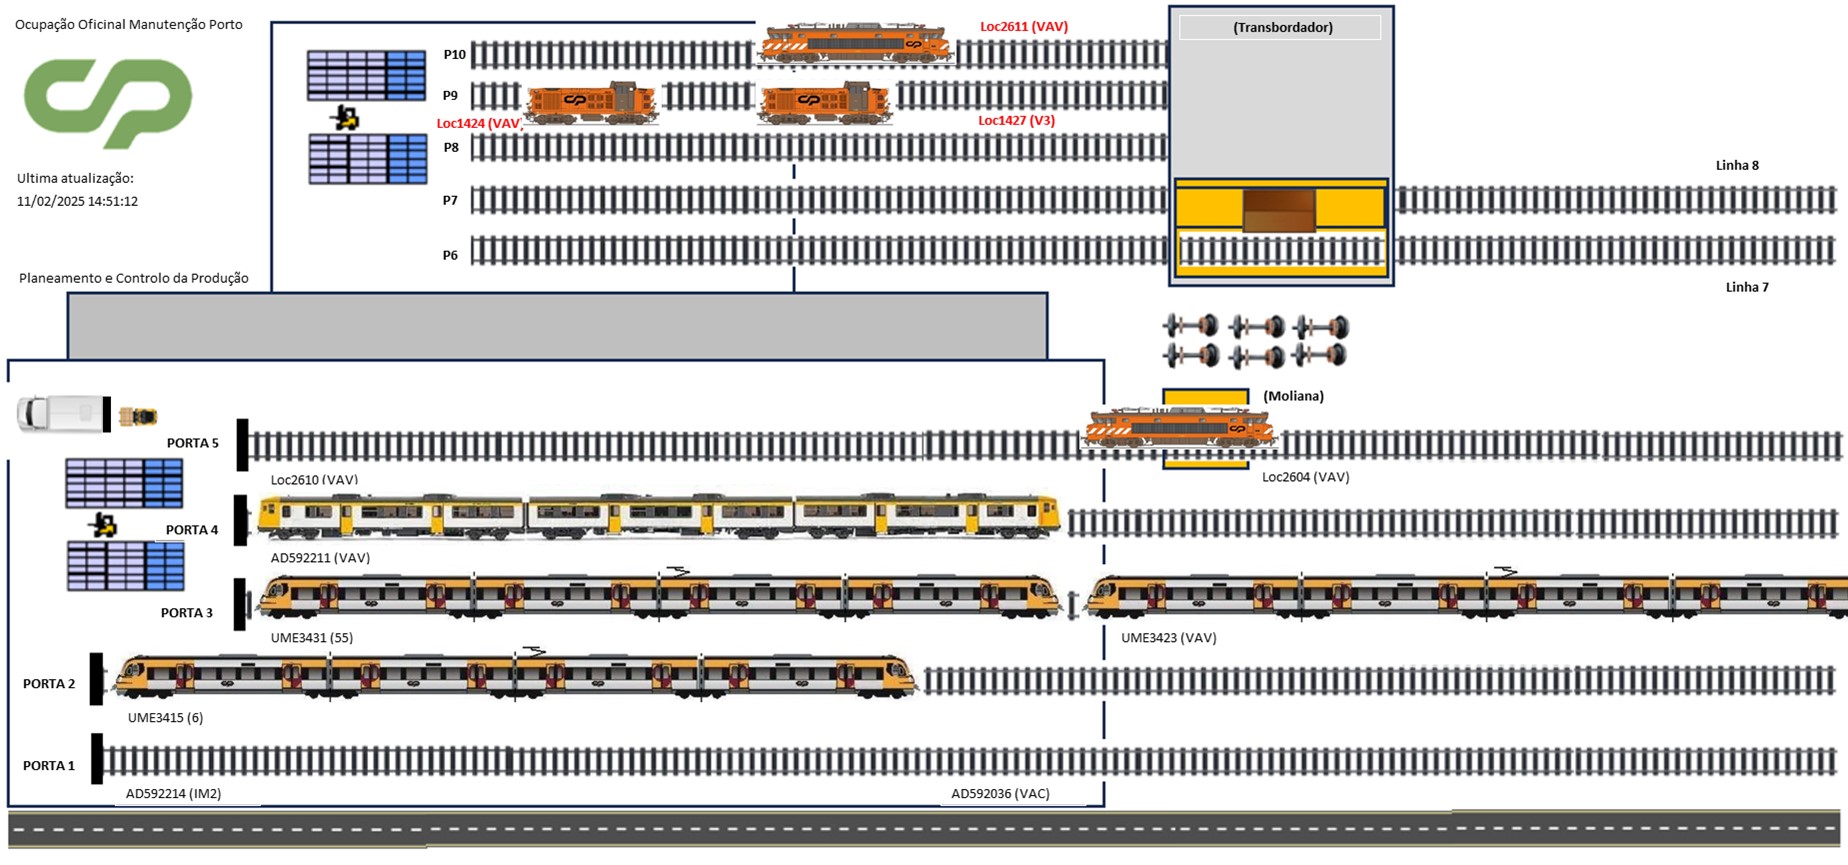 Ocupação Oficinal Manutenção Porto
CP
Ultima atualização:
11/02/2025 14:51:12
Planeamento e Controlo da Produção
P10
Loc2611 (VAV)
(Transbordador)
P9
Loc1424 (VAV)
Loc1427 (V3)
P8
Linha 8
P7
P6
Linha 7
(Moliana)
PORTA 5
Loc2610 (VAV)
Loc2604 (VAV)
PORTA 4
AD592211 (VAV)
PORTA 3
UME3431 (55)
UME3423 (VAV)
PORTA 2
UME3415 (6)
PORTA 1
AD592214 (IM2)
AD592036 (VAC)